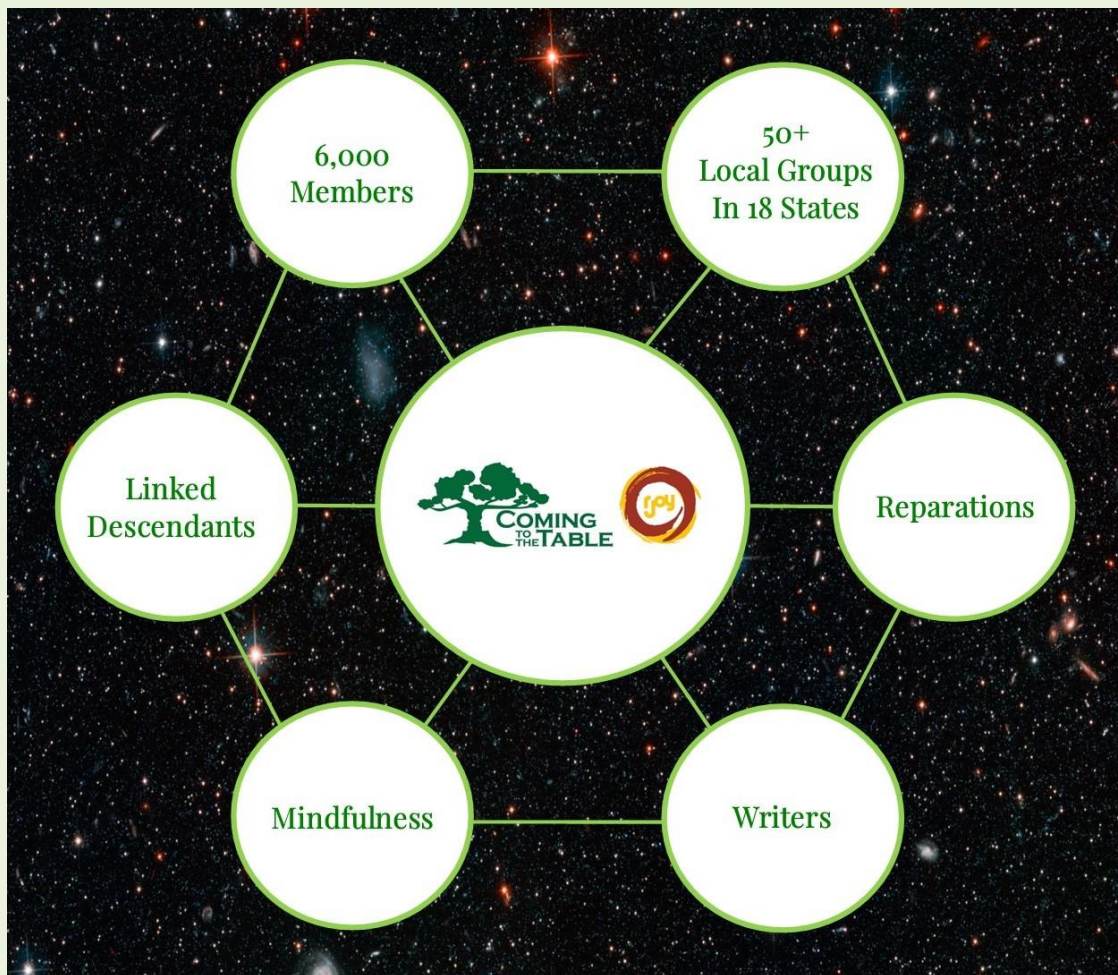 6,000
Members
50+
Local Groups
In 18 States
Linked
Descendants
COMING
TO THE TABLE
rjoy
Reparations
Mindfulness
Writers